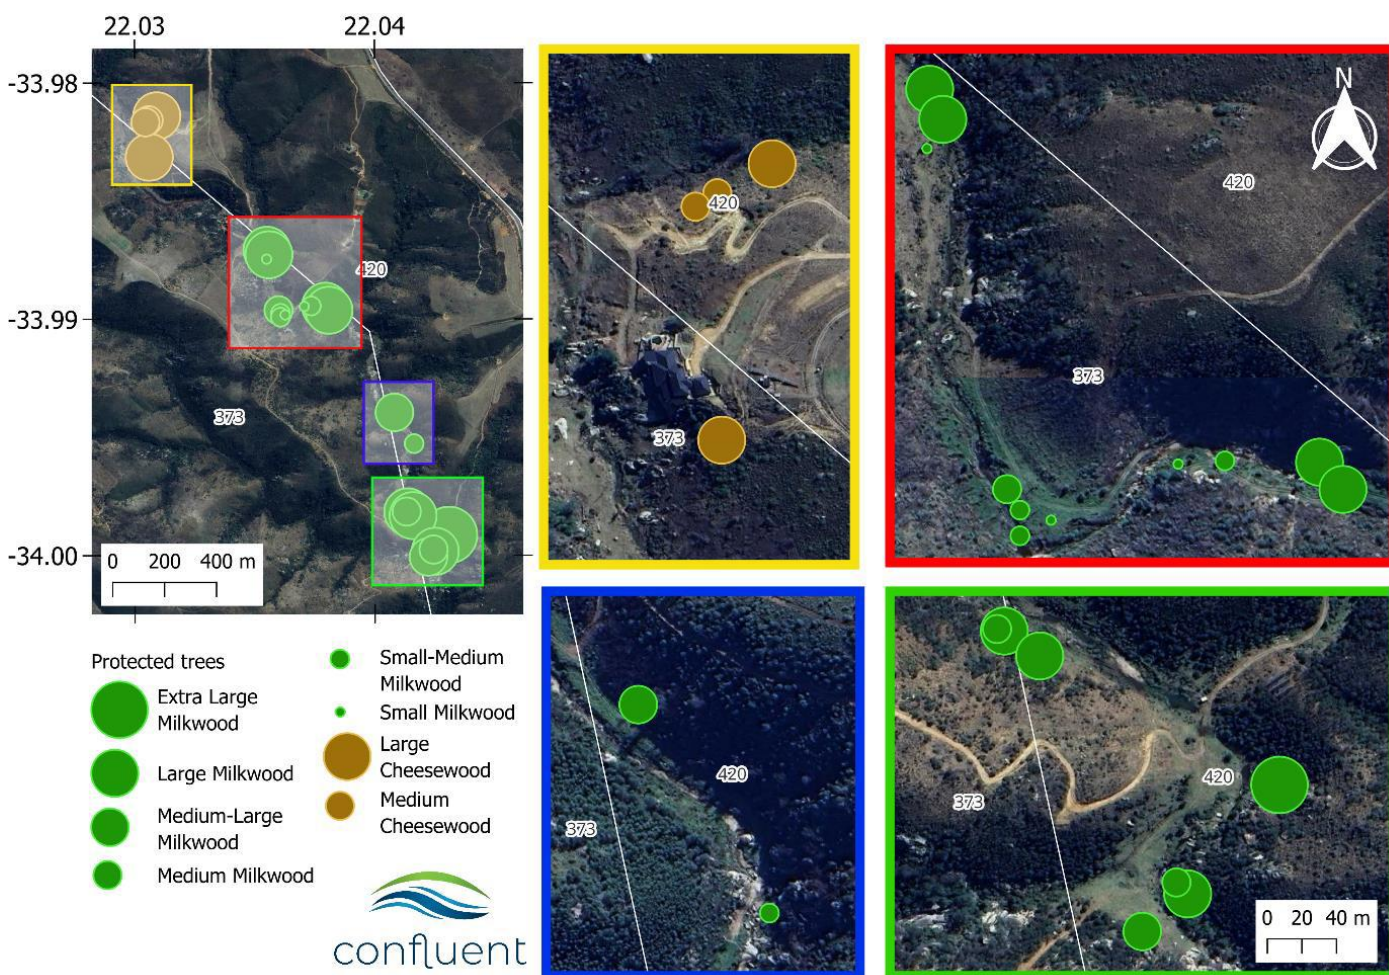 22.03
22.04
-33.98
-33.99
-34.00
420
373
0 200 400 m
420
373
N
420
373
Protected trees
Extra Large
Milkwood
Large Milkwood
Medium-Large
Milkwood
Medium Milkwood
Small-Medium
Milkwood
Small Milkwood
Large
Cheesewood
Medium
Cheesewood
confluent
420
373
420
373
0 20 40 m